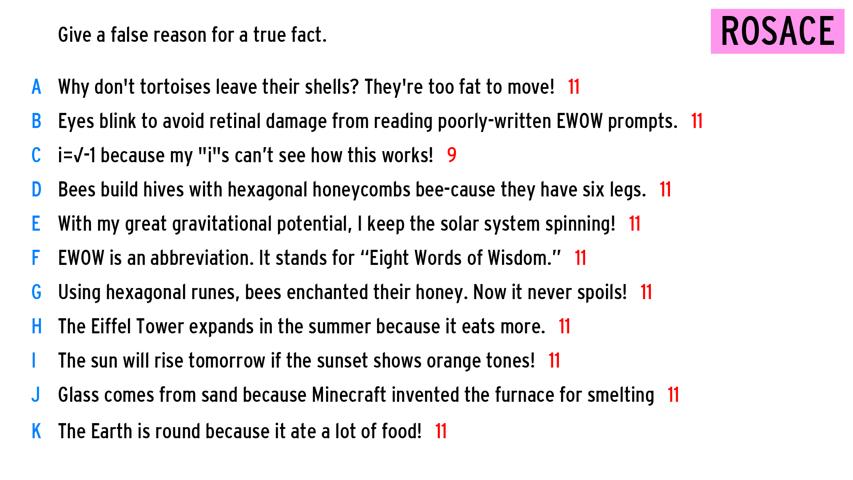 Give a false reason for a true fact.
ROSACE
A Why don't tortoises leave their shells? They're too fat to move! 11
B Eyes blink to avoid retinal damage from reading poorly-written EWOW prompts. 11
C i=√-1 because my "i"s can’t see how this works! 9
D Bees build hives with hexagonal honeycombs bee-cause they have six legs. 11
E With my great gravitational potential, I keep the solar system spinning! 11
F EWOW is an abbreviation. It stands for “Eight Words of Wisdom.” 11
G Using hexagonal runes, bees enchanted their honey. Now it never spoils! 11
H The Eiffel Tower expands in the summer because it eats more. 11
I The sun will rise tomorrow if the sunset shows orange tones! 11
J Glass comes from sand because Minecraft invented the furnace for smelting 11
K The Earth is round because it ate a lot of food! 11